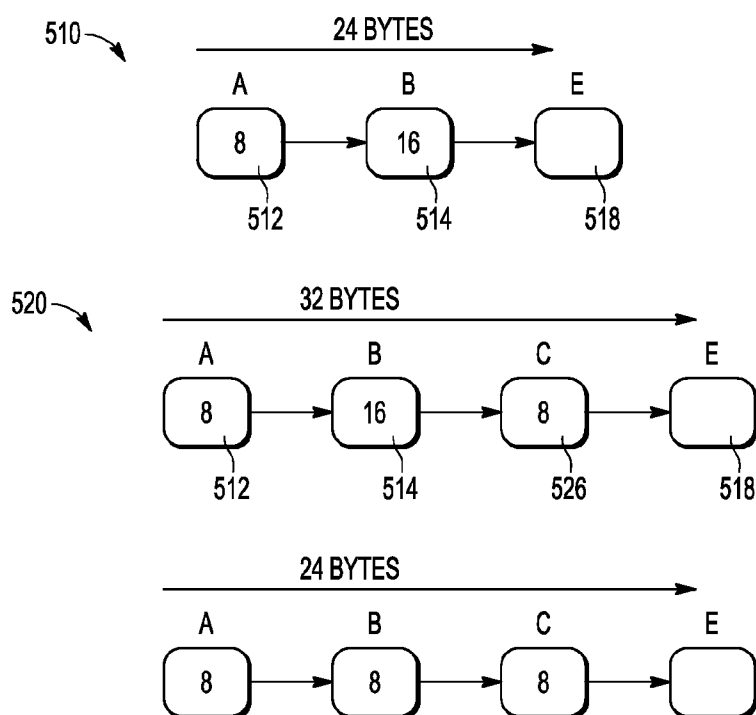 510
24 BYTES
A B E
8 16
512 514 518
520
32 BYTES
A B C E
8 16 8
512 514 526 518
24 BYTES
A B C E
8 8 8